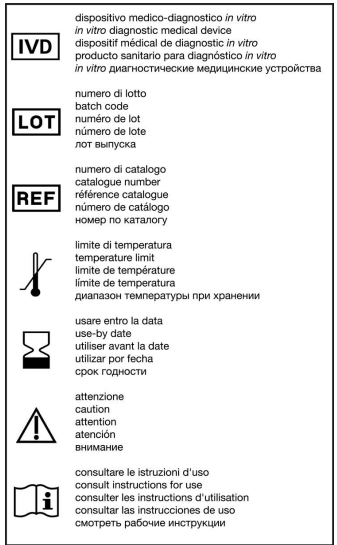 IVD
dispositivo medico-diagnostico in vitro
in vitro diagnostic medical device
dispositif médical de diagnostic in vitro
producto sanitario para diagnóstico in vitro
in vitro диагностические медицинские устройства
LOT
numero di lotto
batch code
numéro de lot
número de lote
лот выпуска
REF
numero di catalogo
catalogue number
référence catalogue
número de catálogo
номер по каталогу
limite di temperatura
temperature limit
limite de température
límite de temperatura
диапазон температуры при хранении
usare entro la data
use-by date
utiliser avant la date
utilizar por fecha
срок годности
attenzione
caution
attention
atención
внимание
consultare le istruzioni d'uso
consult instructions for use
consulter les instructions d'utilisation
consultar las instrucciones de uso
смотреть рабочие инструкции